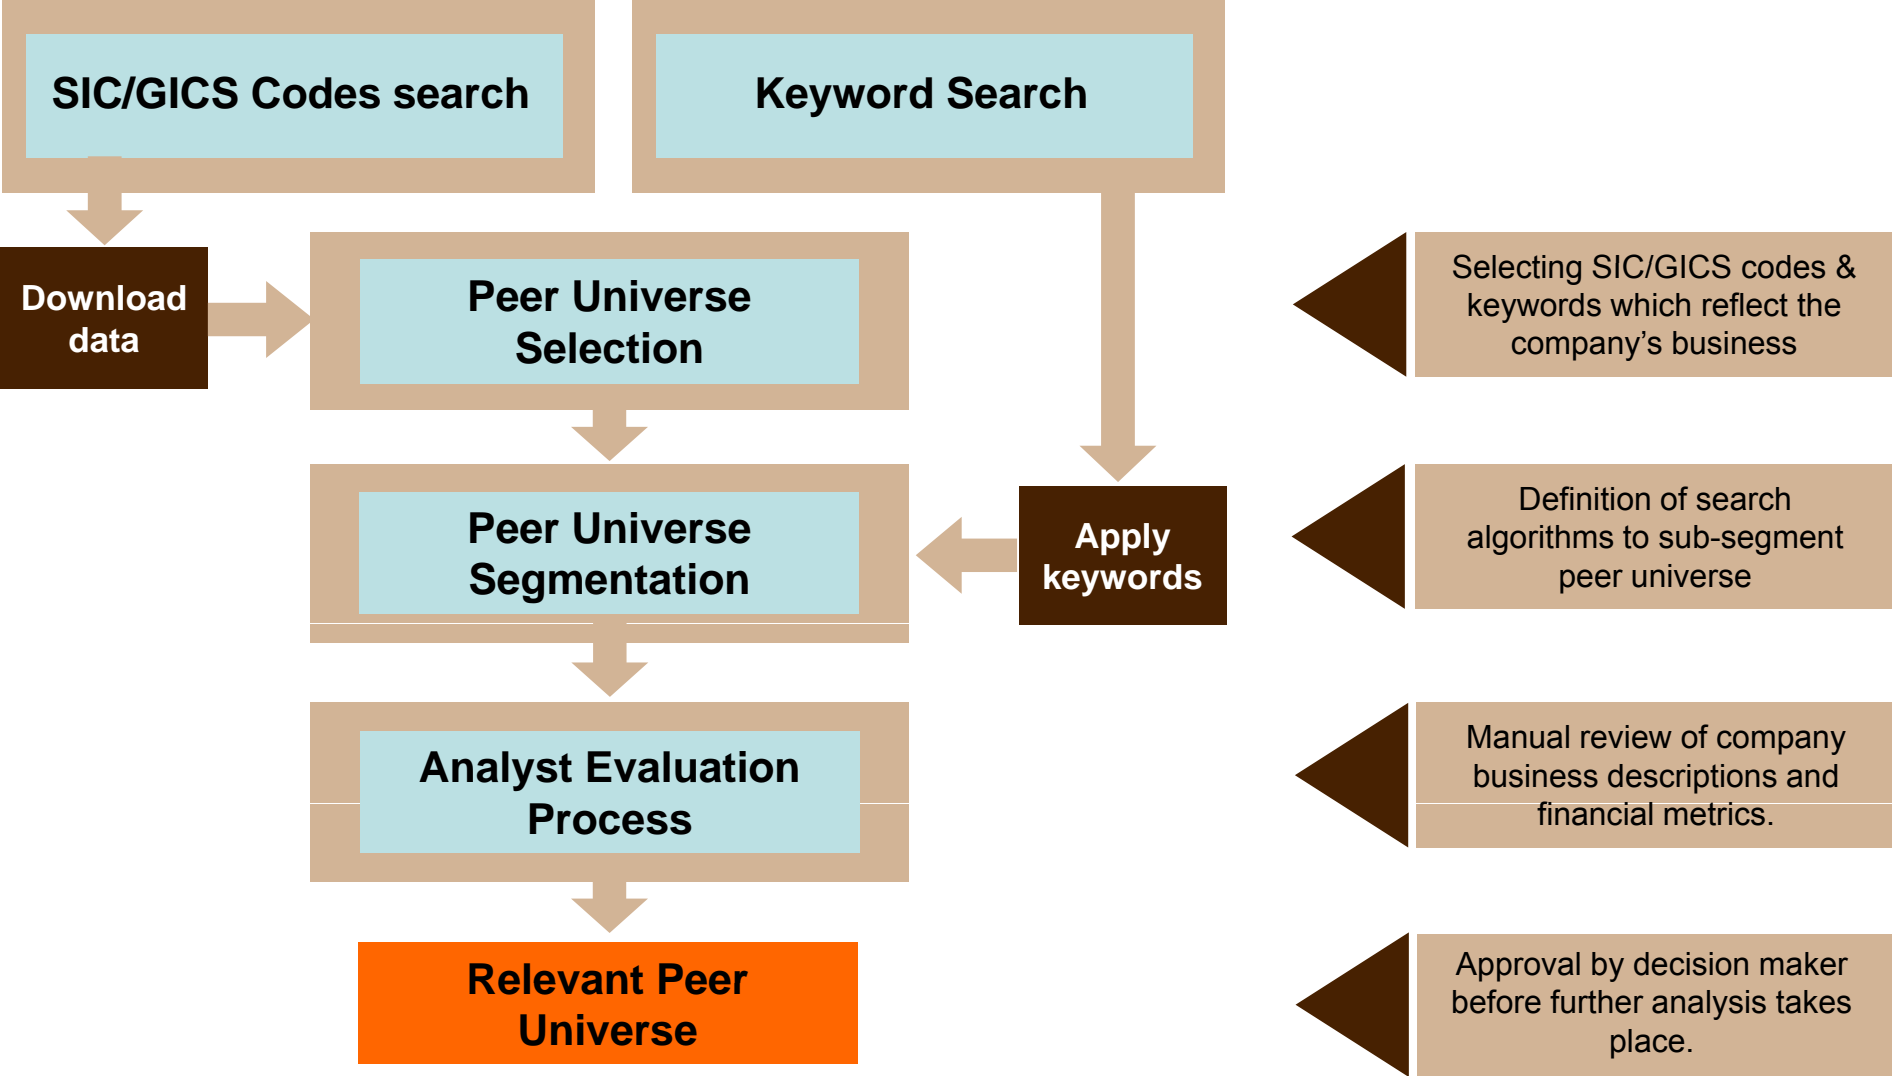 SIC/GICS Codes search
Keyword Search
Download
data
Peer Universe
Selection
Selecting SIC/GICS codes &
keywords which reflect the
company’s business
Peer Universe
Segmentation
Apply
keywords
Definition of search
algorithms to sub-segment
peer universe
Analyst Evaluation
Process
Manual review of company
business descriptions and
financial metrics.
Relevant Peer
Universe
Approval by decision maker
before further analysis takes
place.